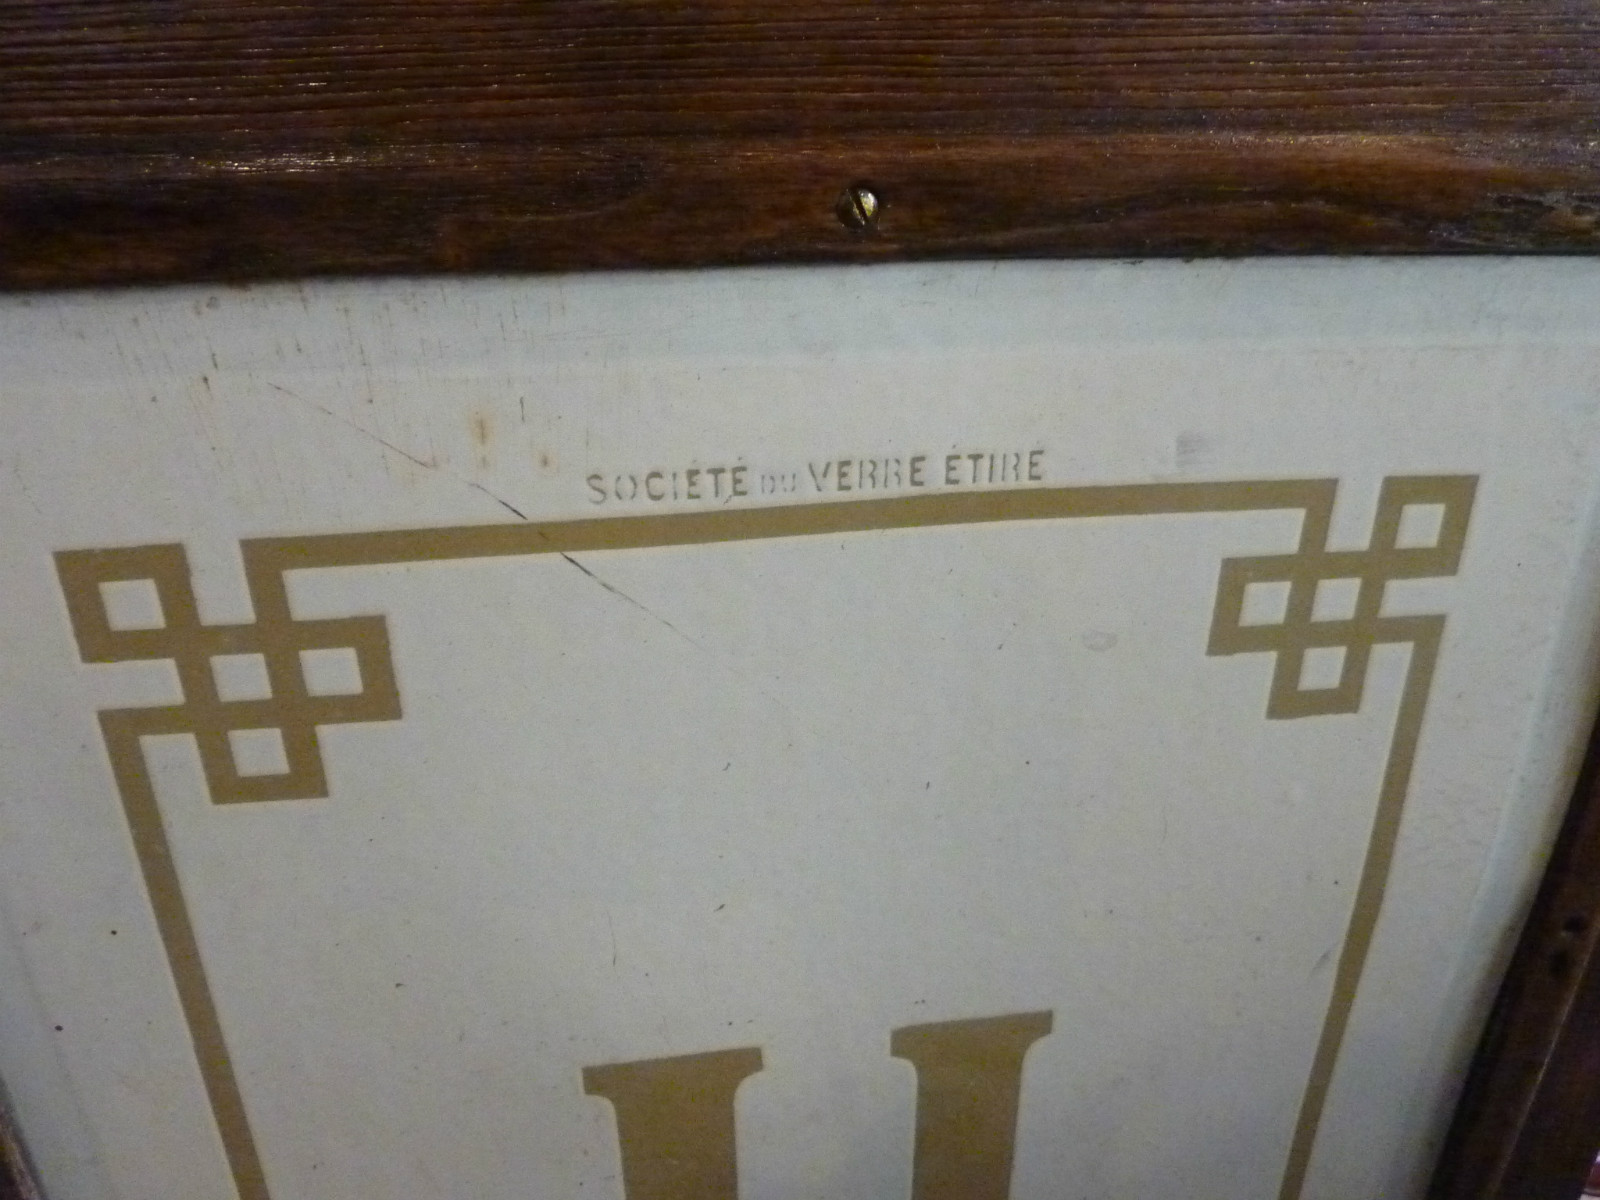 SOCIÉTÉ DU VERRE ÉTIRÉ